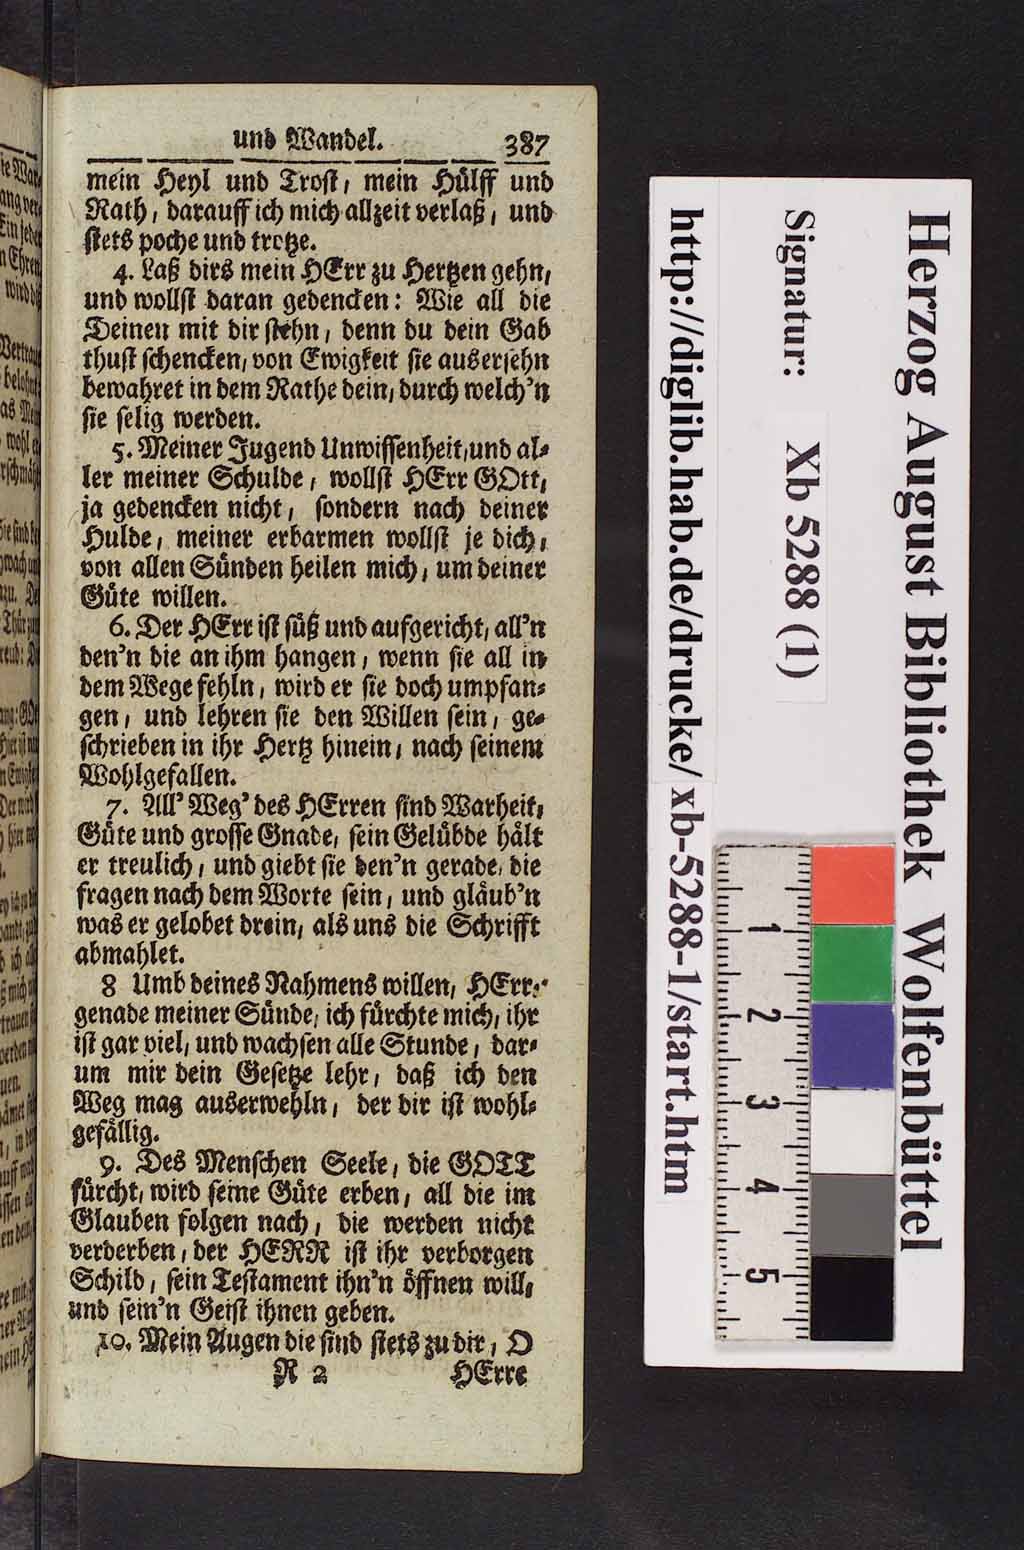 und Wandel. 387
mein Heyl und Trost, mein Hülff und
Rath, darauff ich mich allzeit verlaß, und
stets poche und trotze.
4. Laß dirs mein HErr zu Hertzen gehn,
und wollst daran gedencken: Wie all die
Deinen mit dir stehn, denn du dein Gab
thust schencken, von Ewigkeit sie ausersehn
bewahret in dem Rathe dein, durch welch'n
sie selig werden.
5. Meiner Jugend Unwissenheit, und al-
ler meiner Schulde, wollst HErr GOtt,
ja gedencken nicht, sondern nach deiner
Hulde, meiner erbarmen wollst je dich,
von allen Sünden heilen mich, um deiner
Güte willen.
6. Der HErr ist süß und aufgericht, all'n
den'n die an ihm hangen, wenn sie all in
dem Wege fehln, wird er sie doch umpfan-
gen, und lehren sie den Willen sein, ge-
schrieben in ihr Hertz hinein, nach seinem
Wohlgefallen.
7. All' Weg' des HErren sind Warheit,
Güte und grosse Gnade, sein Gelübde hält
er treulich, und giebt sie den'n gerade, die
fragen nach dem Worte sein, und gläub'n
was er gelobet drein, als uns die Schrifft
abmahlet.
8 Umb deines Nahmens willen, HErr,
genade meiner Sünde, ich fürchte mich, ihr
ist gar viel, und wachsen alle Stunde, dar-
um mir dein Gesetze lehr, daß ich den
Weg mag auserwehln, der dir ist wohl-
gefällig.
9. Des Menschen Seele, die GOTT
fürcht, wird seine Güte erben, all die im
Glauben folgen nach, die werden nicht
verderben, der HERR ist ihr verborgen
Schild, sein Testament ihn'n öffnen will,
und sein'n Geist ihnen geben.
10. Mein Augen die sind stets zu dir, O
R 2 HErre
Herzog August Bibliothek Wolfenbüttel
Signatur: Xb 5288 (1)
http://diglib.hab.de/drucke/xb-5288-1/start.htm
1
2
3
4
5